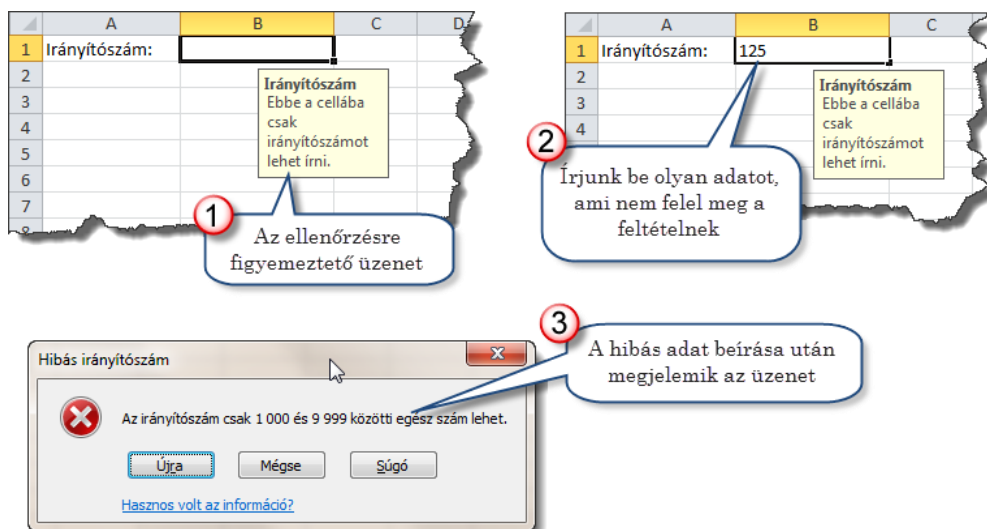 A B C D
1 Irányítószám:
2
3
4
5
6
7
8
Irányítószám
Ebbe a cellába
csak
irányítószámot
lehet írni.
1
Az ellenőrzésre
figyemeztető üzenet
A B C
1 Irányítószám: 125
2
3
4
Irányítószám
Ebbe a cellába
csak
irányítószámot
lehet írni.
2
Írjunk be olyan adatot,
ami nem felel meg a
feltételnek
3
A hibás adat beírása után
megjelemik az üzenet
Hibás irányítószám
Az irányítószám csak 1 000 és 9 999 közötti egész szám lehet.
Újra Mégse Súgó
Hasznos volt az információ?